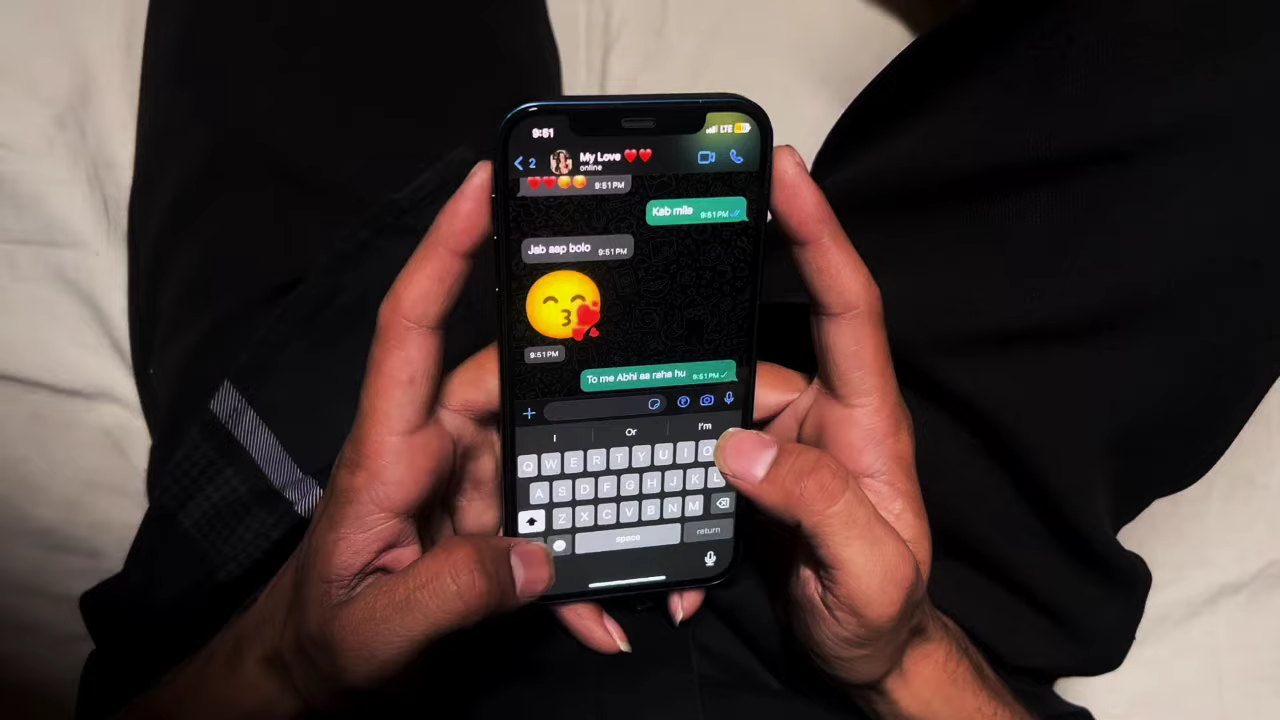 9:51
LTE
2
My Love ❤️❤️
online
9:51 PM
Kab mile 9:51 PM
Jab aap bolo 9:51 PM
9:51 PM
To me Abhi aa raha hu 9:51 PM
I Or I'm
Q W E R T Y U I O
A S D F G H J K L
Z X C V B N M
space return